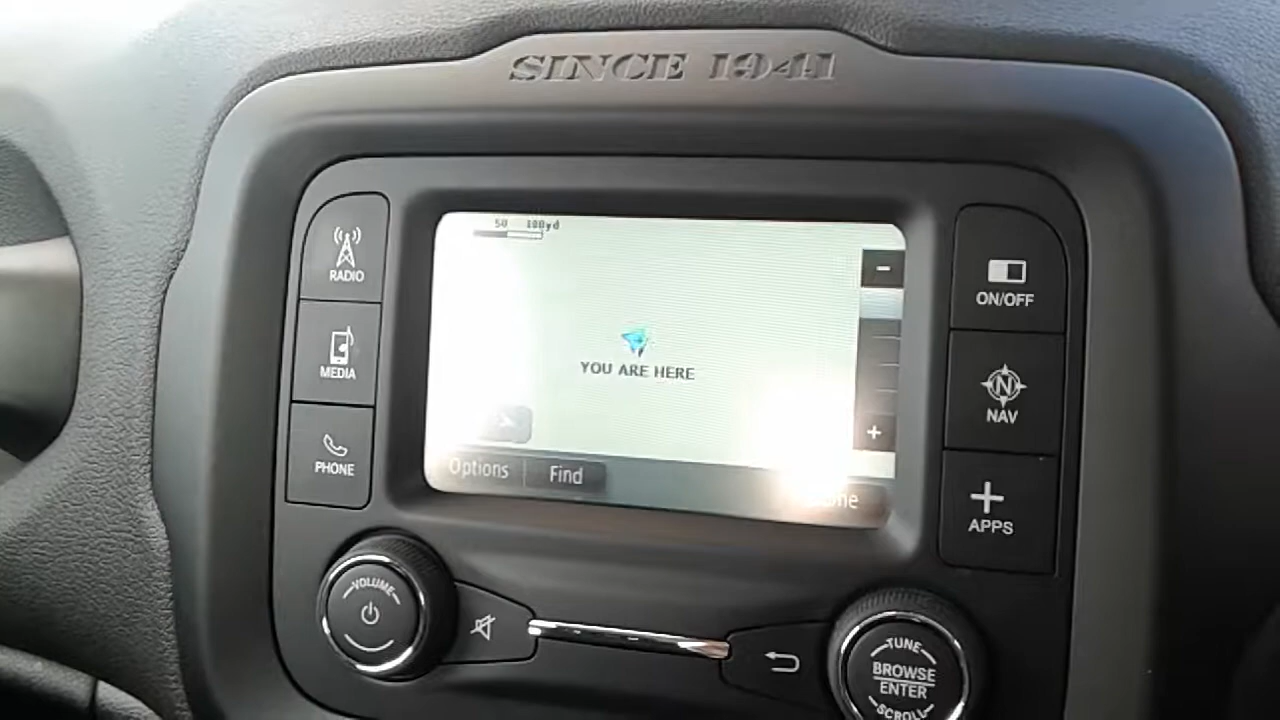 SINCE 1941
50 100yd
RADIO
MEDIA
PHONE
YOU ARE HERE
-
+
Options
Find
ON/OFF
N
NAV
APPS
VOLUME
TUNE
BROWSE
ENTER
SCROLL